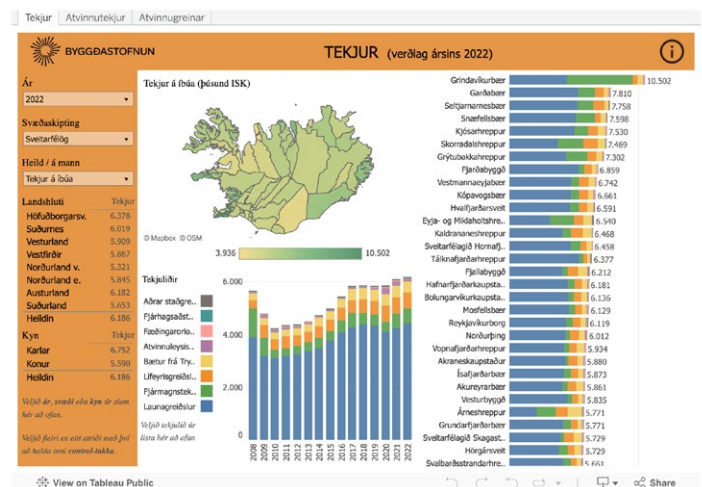 Tekjur
Atvinnutekjur
Atvinnugreinar
BYGGÐASTOFNUN
TEKJUR (verðlag ársins 2022)
i
Ár
2022
Svæðaskipting
Sveitarfélög
Heild / á mann
Tekjur á íbúa
Landshluti Tekjur
Höfuðborgarsv. 6.378
Suðurnes 6.019
Vesturland 5.909
Vestfirðir 5.867
Norðurland v. 5.321
Norðurland e. 5.845
Austurland 6.182
Suðurland 5.653
Heildin 6.186
Kyn Tekjur
Karlar 6.752
Konur 5.590
Heildin 6.186
Veljið ár, svæði eða kyn úr síum
hér að ofan.
Veljið fleiri en eitt atriði með því
að halda inni control-takka.
Tekjur á íbúa (þúsund ISK)
© Mapbox © OSM
3.936 10.502
Tekjuliðir
Aðrar staðgre..
Fjárhagsaðst..
Fæðingarorlo..
Atvinnuleysis..
Bætur frá Try..
Lífeyrisgreiðsl..
Fjármagnstek..
Launagreiðslur
Veljið tekjulið úr
lista hér að ofan
6.000
4.000
2.000
0
2008 2009 2010 2011 2012 2013 2014 2015 2016 2017 2018 2019 2020 2021 2022
Grindavíkurbær 10.502
Garðabær 7.810
Seltjarnarnesbær 7.758
Snæfellsbær 7.598
Kjósarhreppur 7.530
Skorradalshreppur 7.469
Grýtubakkahreppur 7.302
Fjarðabyggð 6.859
Vestmannaeyjabær 6.742
Kópavogsbær 6.661
Hvalfjarðarsveit 6.591
Eyja- og Miklaholtshre.. 6.540
Kaldrananeshreppur 6.468
Sveitarfélagið Hornafj.. 6.458
Tálknafjarðarhreppur 6.377
Fjallabyggð 6.212
Hafnarfjarðarkaupsta.. 6.181
Bolungarvíkurkaupsta.. 6.136
Mosfellsbær 6.129
Reykjavíkurborg 6.119
Norðurþing 6.012
Vopnafjarðarhreppur 5.934
Akraneskaupstaður 5.880
Ísafjarðarbær 5.873
Akureyrarbær 5.861
Vesturbyggð 5.835
Árneshreppur 5.771
Grundarfjarðarbær 5.771
Sveitarfélagið Skagast.. 5.729
Hörgársveit 5.729
Svalbarðsstrandarhre.. 5.661
View on Tableau Public
Share